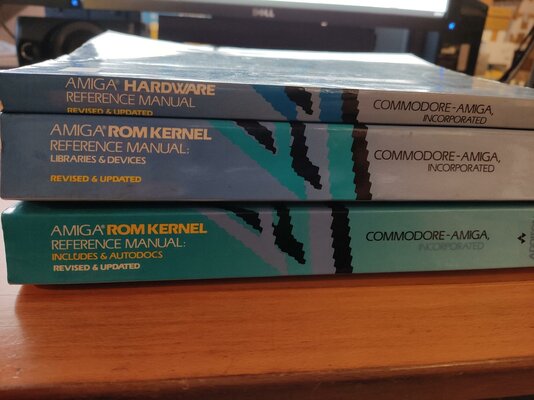 DELL
AMIGA® HARDWARE
REFERENCE MANUAL
REVISED & UPDATED
COMMODORE-AMIGA,
INCORPORATED
AMIGA® ROM KERNEL
REFERENCE MANUAL:
LIBRARIES & DEVICES
REVISED & UPDATED
COMMODORE-AMIGA,
INCORPORATED
AMIGA® ROM KERNEL
REFERENCE MANUAL:
INCLUDES & AUTODOCS
REVISED & UPDATED
COMMODORE-AMIGA,
INCORPORATED